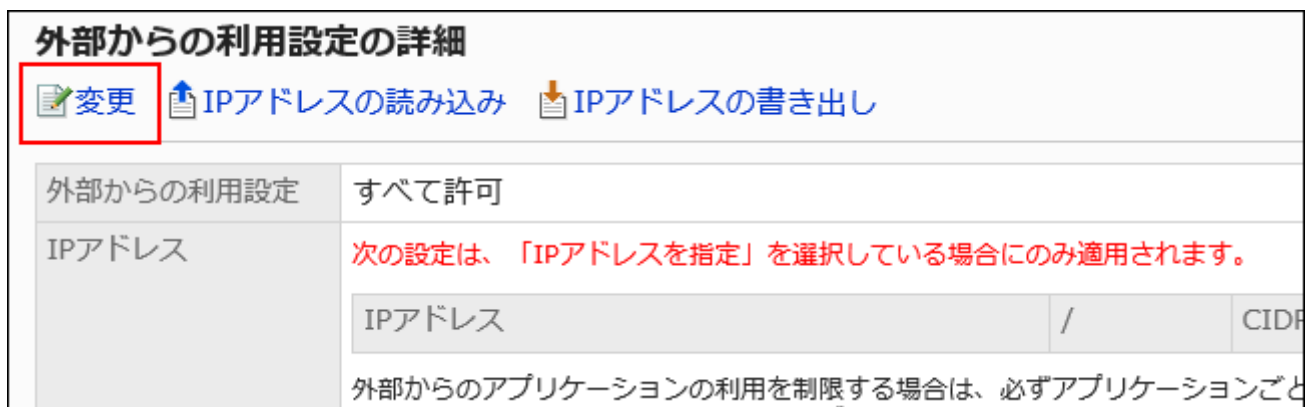 外部からの利用設定の詳細
変更 IPアドレスの読み込み IPアドレスの書き出し
外部からの利用設定 すべて許可
IPアドレス 次の設定は、「IPアドレスを指定」を選択している場合にのみ適用されます。
IPアドレス / CIDR
外部からのアプリケーションの利用を制限する場合は、必ずアプリケーションごと